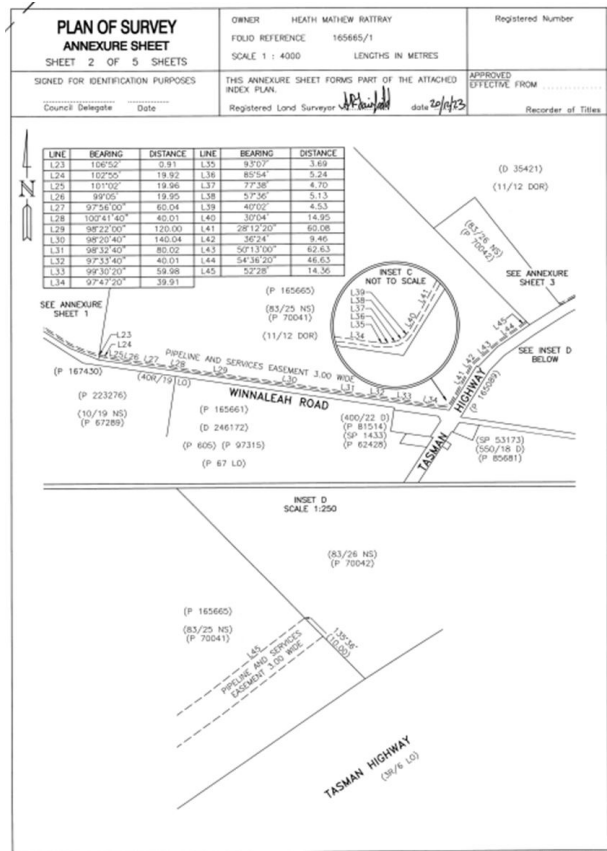 PLAN OF SURVEY
ANNEXURE SHEET
SHEET 2 OF 5 SHEETS
OWNER HEATH MATHEW RATTRAY
FOLIO REFERENCE 165665/1
SCALE 1 : 4000 LENGTHS IN METRES
Registered Number
SIGNED FOR IDENTIFICATION PURPOSES
Council Delegate Date
THIS ANNEXURE SHEET FORMS PART OF THE ATTACHED
INDEX PLAN.
Registered Land Surveyor date 20/12/23
APPROVED
EFFECTIVE FROM
Recorder of Titles
N
LINE BEARING DISTANCE LINE BEARING DISTANCE
L23 106°52' 0.91 L35 93°07' 3.69
L24 102°55' 19.92 L36 85°54' 5.24
L25 101°02' 19.96 L37 77°38' 4.70
L26 99°05' 19.95 L38 57°36' 5.13
L27 97°56'00" 60.04 L39 40°02' 4.53
L28 100°41'40" 40.01 L40 30°04' 14.95
L29 98°22'00" 120.00 L41 28°12'20" 60.08
L30 98°20'40" 140.04 L42 36°24' 9.46
L31 98°32'40" 80.02 L43 50°13'00" 62.63
L32 97°33'40" 40.01 L44 54°36'20" 46.63
L33 99°30'20" 59.98 L45 52°28' 14.36
L34 97°47'20" 39.91
(D 35421)
(11/12 DOR)
(83/26 NS)
(P 70042)
SEE ANNEXURE
SHEET 3
INSET C
NOT TO SCALE
L39
L38
L37
L36
L35
L34
L40
L41
(P 165665)
(83/25 NS)
(P 70041)
(11/12 DOR)
SEE ANNEXURE
SHEET 1
L23
L24
L25 L26 L27 L28 L29 L30 L31 L32 L33 L34
PIPELINE AND SERVICES EASEMENT 3.00 WIDE
L41 L42 L43 L44 L45
SEE INSET D
BELOW
(P 167430)
(40R/19 LO)
WINNALEAH ROAD
TASMAN HIGHWAY
(P 165089)
(P 223276)
(10/19 NS)
(P 67289)
(P 165661)
(D 246172)
(P 605) (P 97315)
(P 67 LO)
(400/22 D)
(P 81514)
(SP 1433)
(P 62428)
(SP 53173)
(550/18 D)
(P 85681)
INSET D
SCALE 1:250
(83/26 NS)
(P 70042)
(P 165665)
(83/25 NS)
(P 70041)
L45
PIPELINE AND SERVICES
EASEMENT 3.00 WIDE
135°36'
(10.00)
TASMAN HIGHWAY
(3R/6 LO)